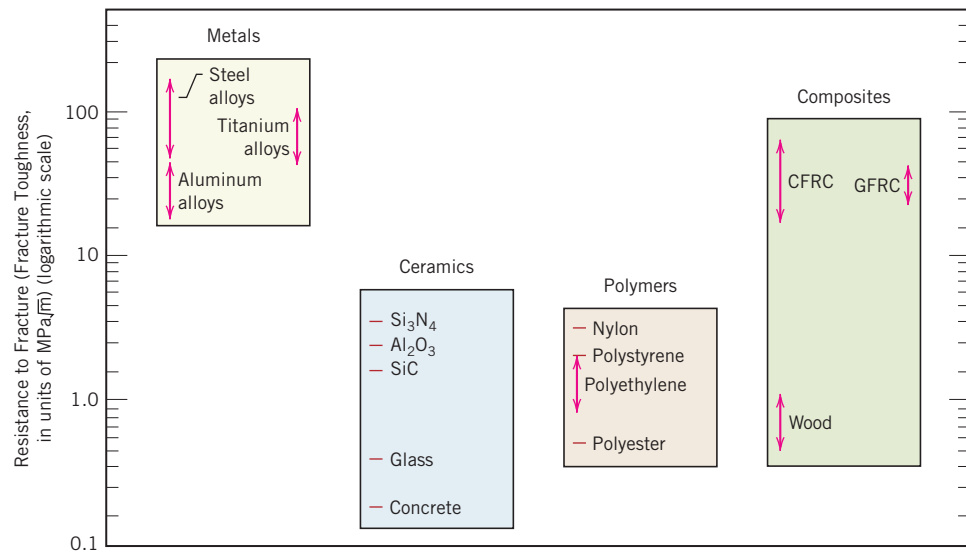 Resistance to Fracture (Fracture Toughness,
in units of MPa√m) (logarithmic scale)
100
10
1.0
0.1
Metals
Steel
alloys
Titanium
alloys
Aluminum
alloys
Ceramics
Si₃N₄
Al₂O₃
SiC
Glass
Concrete
Polymers
Nylon
Polystyrene
Polyethylene
Polyester
Composites
CFRC
GFRC
Wood